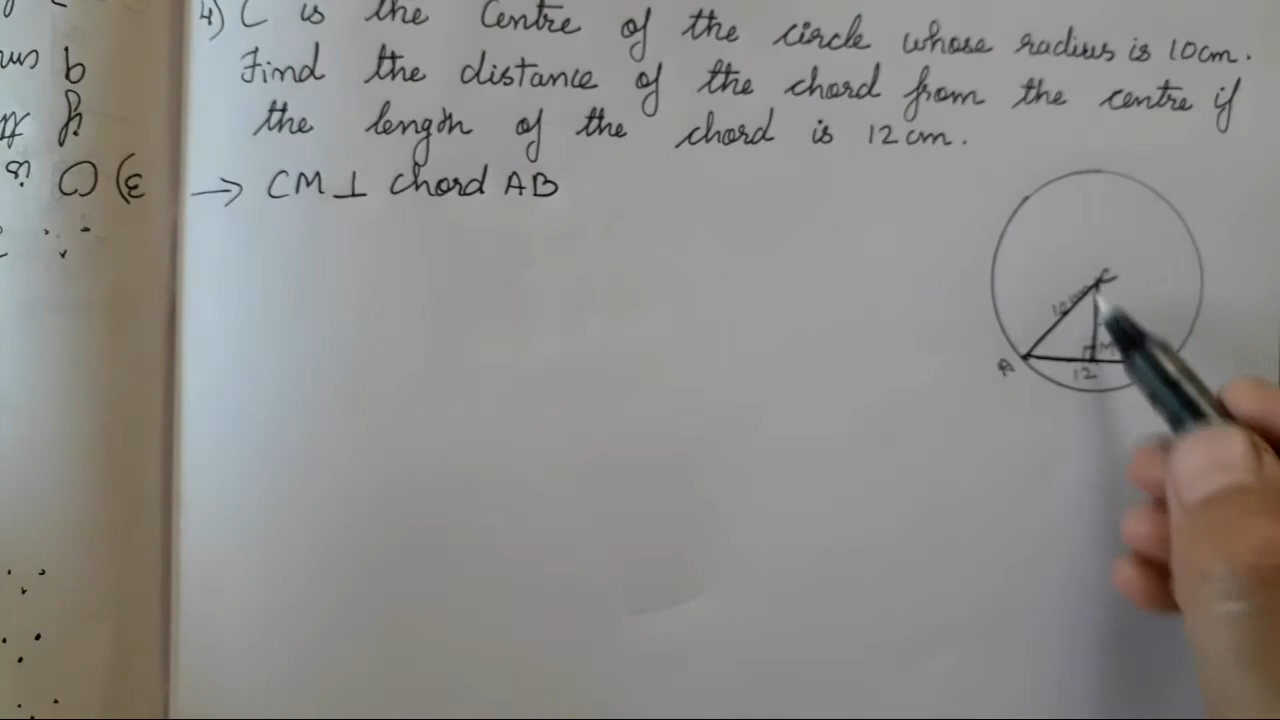 4) C is the Centre of the circle whose radius is 10cm.
Find the distance of the chord from the centre if
the length of the chord is 12 cm.
→ CM ⊥ chord AB
C
10cm
M
A
12